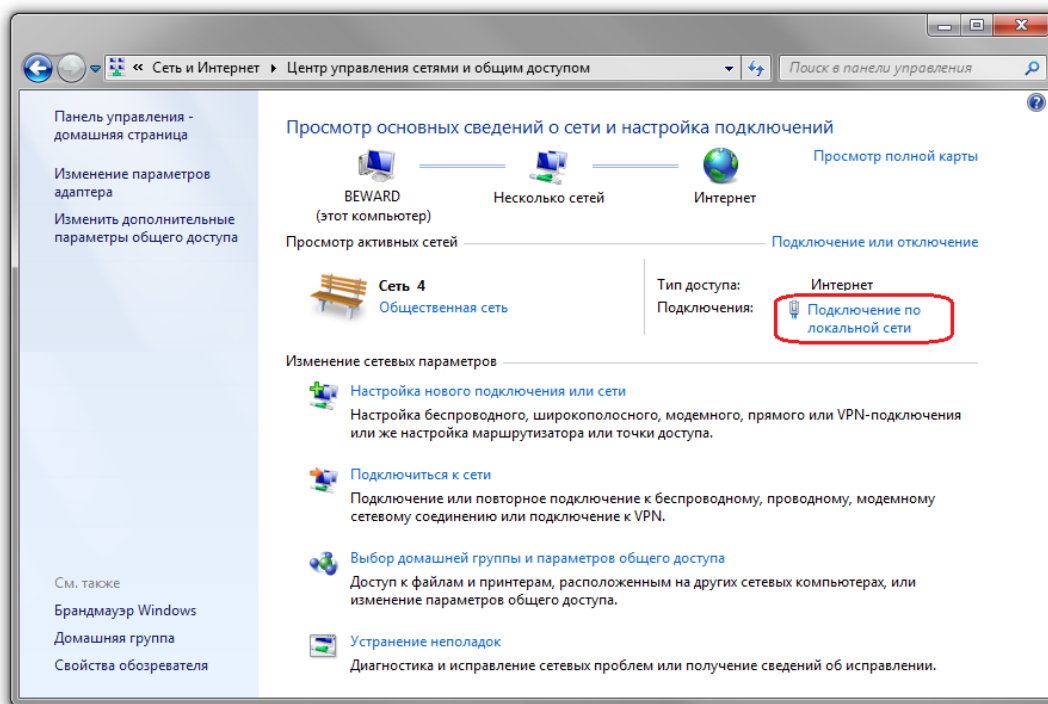 « Сеть и Интернет ▸ Центр управления сетями и общим доступом
Поиск в панели управления
Панель управления -
домашняя страница
Изменение параметров
адаптера
Изменить дополнительные
параметры общего доступа
См. также
Брандмауэр Windows
Домашняя группа
Свойства обозревателя
Просмотр основных сведений о сети и настройка подключений
Просмотр полной карты
BEWARD
(этот компьютер)
Несколько сетей
Интернет
Просмотр активных сетей
Подключение или отключение
Сеть 4
Общественная сеть
Тип доступа: Интернет
Подключения: Подключение по
локальной сети
Изменение сетевых параметров
Настройка нового подключения или сети
Настройка беспроводного, широкополосного, модемного, прямого или VPN-подключения
или же настройка маршрутизатора или точки доступа.
Подключиться к сети
Подключение или повторное подключение к беспроводному, проводному, модемному
сетевому соединению или подключение к VPN.
Выбор домашней группы и параметров общего доступа
Доступ к файлам и принтерам, расположенным на других сетевых компьютерах, или
изменение параметров общего доступа.
Устранение неполадок
Диагностика и исправление сетевых проблем или получение сведений об исправлении.